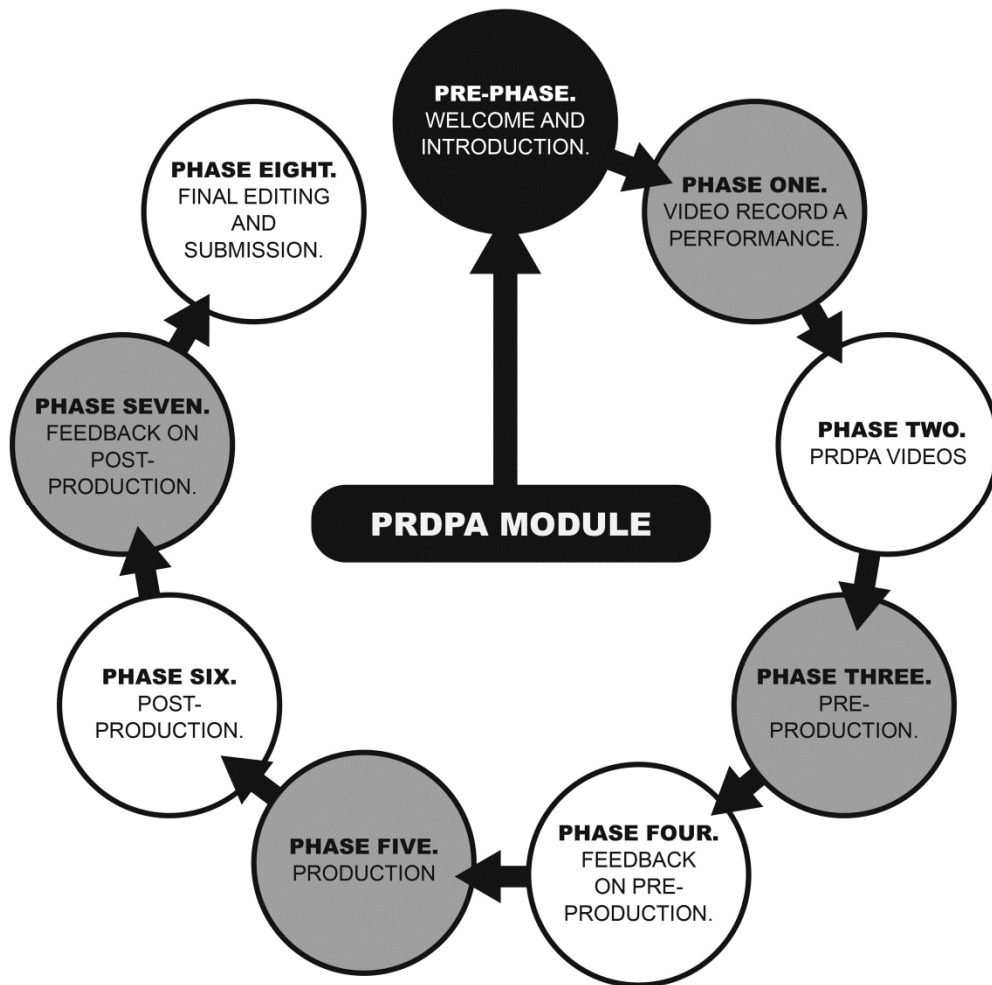 PRE-PHASE.
WELCOME AND
INTRODUCTION.
PHASE ONE.
VIDEO RECORD A
PERFORMANCE.
PHASE TWO.
PRDPA VIDEOS
PHASE THREE.
PRE-
PRODUCTION.
PHASE FOUR.
FEEDBACK
ON PRE-
PRODUCTION.
PHASE FIVE.
PRODUCTION
PHASE SIX.
POST-
PRODUCTION.
PHASE SEVEN.
FEEDBACK ON
POST-
PRODUCTION.
PHASE EIGHT.
FINAL EDITING
AND
SUBMISSION.
PRDPA MODULE